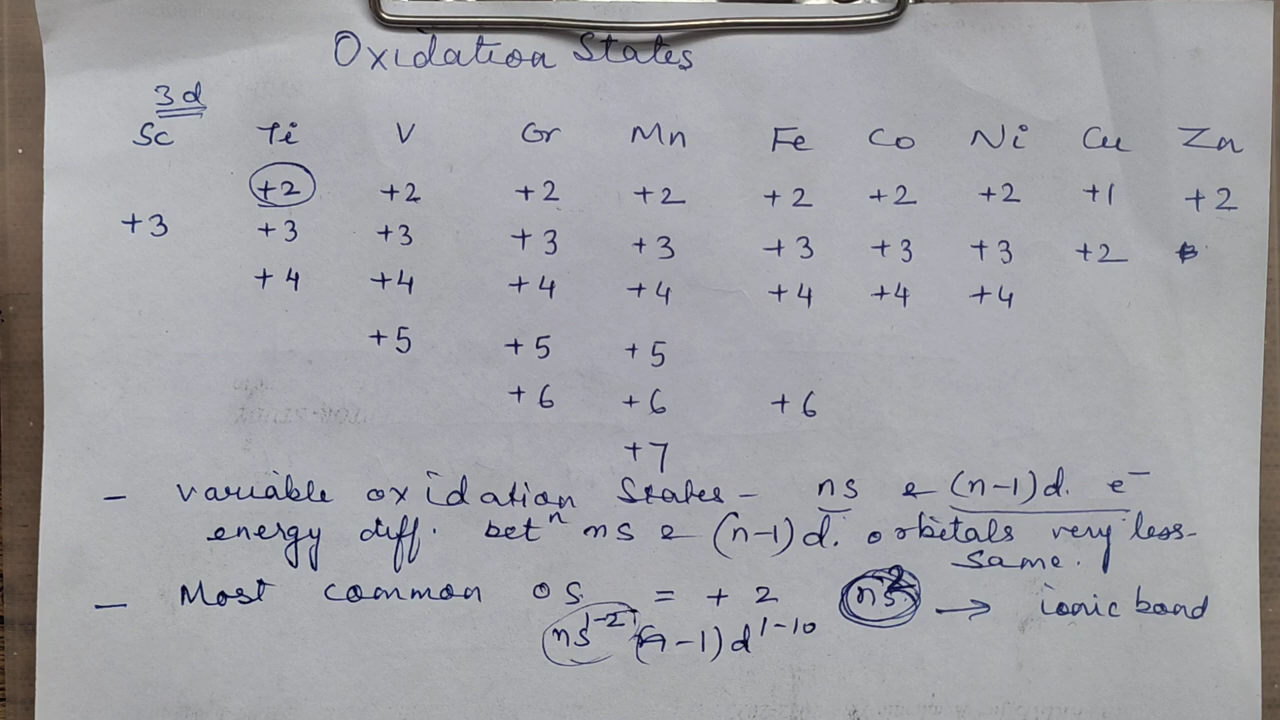 Oxidation States
3d
Sc Ti V Cr Mn Fe Co Ni Cu Zn
+2 +2 +2 +2 +2 +2 +2 +1 +2
+3 +3 +3 +3 +3 +3 +3 +3 +2
+4 +4 +4 +4 +4 +4 +4
+5 +5 +5
+6 +6 +6
+7
- variable oxidation States - ns & (n-1)d. e⁻
energy diff. betⁿ ns & (n-1)d. orbitals very less-
same.
- Most common OS = +2 ns² → ionic bond
ns¹⁻² (n-1)d¹⁻¹⁰